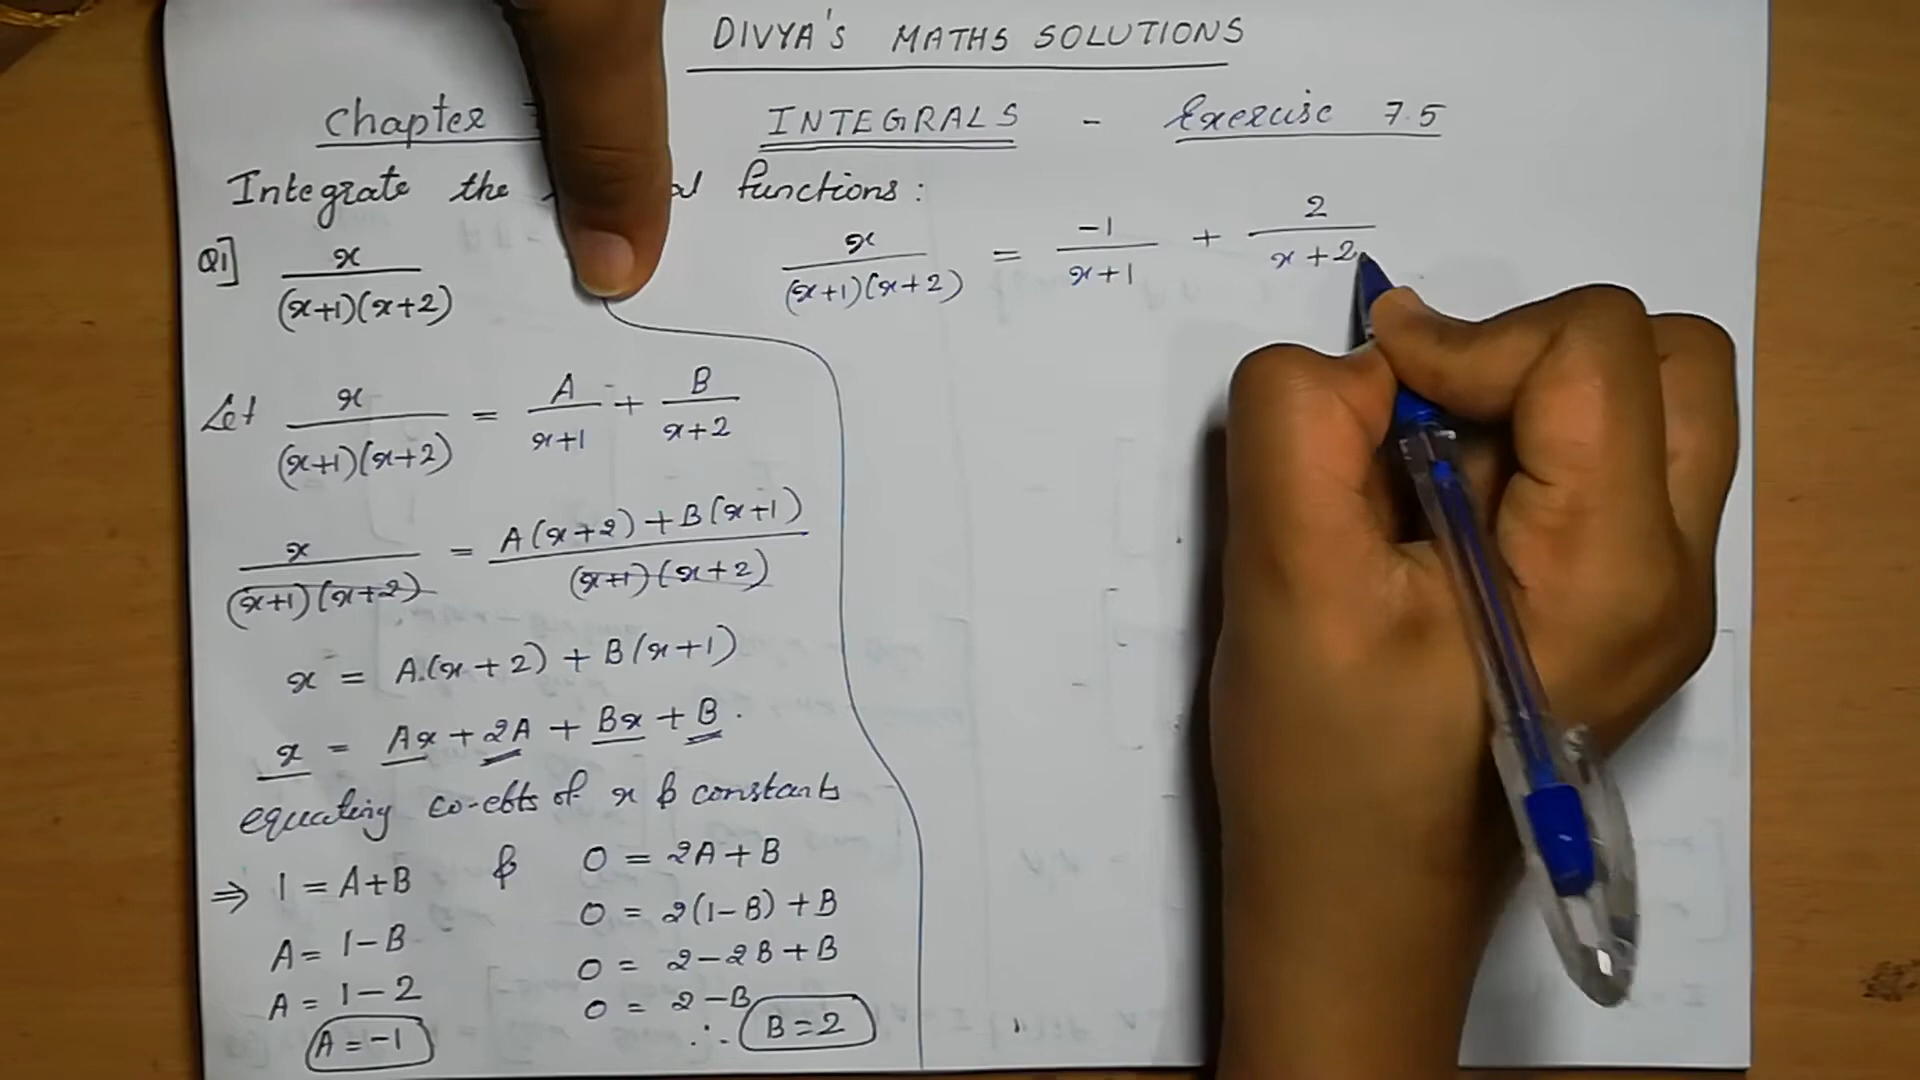 DIVYA'S MATHS SOLUTIONS
Chapter INTEGRALS - Exercise 7.5
Integrate the functions:
Q1] x/((x+1)(x+2))
Let x/((x+1)(x+2)) = A/(x+1) + B/(x+2)
x/((x+1)(x+2)) = (A(x+2)+B(x+1))/((x+1)(x+2))
x = A.(x+2) + B(x+1)
x = Ax + 2A + Bx + B.
equating co-effts of x & constants
⇒ 1 = A+B & 0 = 2A+B
A = 1-B
A = 1-2
A = -1
0 = 2(1-B)+B
0 = 2-2B+B
0 = 2-B
∴ B=2
x/((x+1)(x+2)) = -1/(x+1) + 2/(x+2)